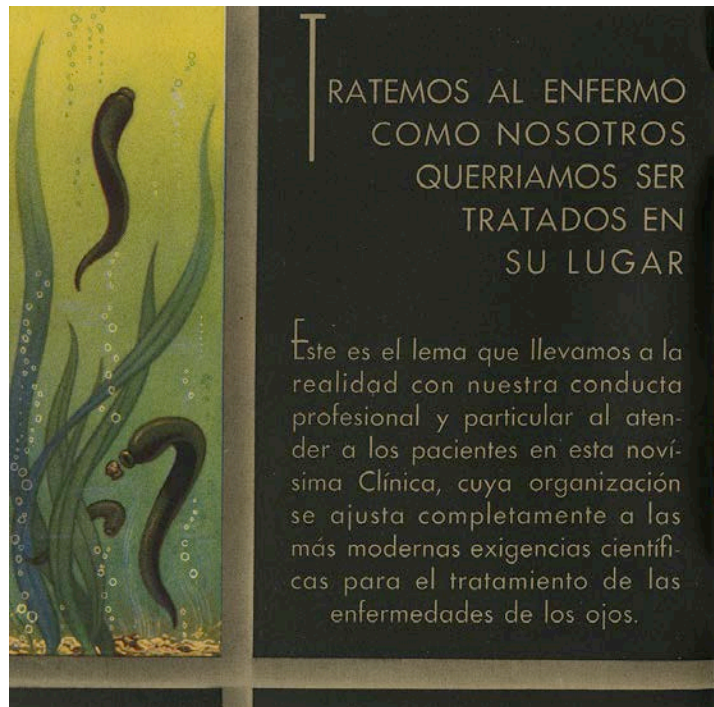 TRATEMOS AL ENFERMO
COMO NOSOTROS
QUERRIAMOS SER
TRATADOS EN
SU LUGAR
Este es el lema que llevamos a la
realidad con nuestra conducta
profesional y particular al aten-
der a los pacientes en esta noví-
sima Clínica, cuya organización
se ajusta completamente a las
más modernas exigencias científi-
cas para el tratamiento de las
enfermedades de los ojos.